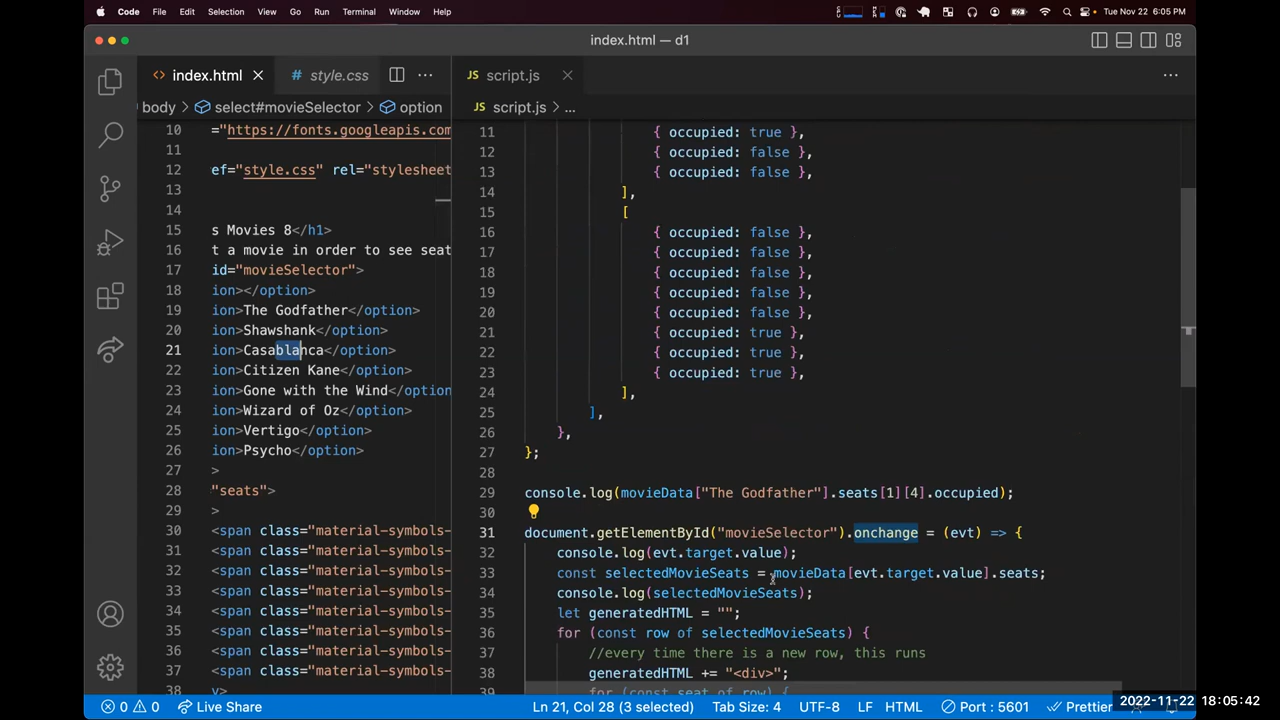 Code File Edit Selection View Go Run Terminal Window Help Tue Nov 22 6:05 PM
index.html — d1
index.html
style.css
script.js
body > select#movieSelector > option
script.js > ...
10 ="https://fonts.googleapis.com
11
12 ef="style.css" rel="stylesheet
13
14
15 s Movies 8</h1>
16 t a movie in order to see seat
17 id="movieSelector">
18 ion></option>
19 ion>The Godfather</option>
20 ion>Shawshank</option>
21 ion>Casablanca</option>
22 ion>Citizen Kane</option>
23 ion>Gone with the Wind</option
24 ion>Wizard of Oz</option>
25 ion>Vertigo</option>
26 ion>Psycho</option>
27 >
28 "seats">
29 >
30 <span class="material-symbols-
31 <span class="material-symbols-
32 <span class="material-symbols-
33 <span class="material-symbols-
34 <span class="material-symbols-
35 <span class="material-symbols-
36 <span class="material-symbols-
37 <span class="material-symbols-
38 v>
11 { occupied: true },
12 { occupied: false },
13 { occupied: false },
14 ],
15 [
16 { occupied: false },
17 { occupied: false },
18 { occupied: false },
19 { occupied: false },
20 { occupied: false },
21 { occupied: true },
22 { occupied: true },
23 { occupied: true },
24 ],
25 ],
26 },
27 };
28
29 console.log(movieData["The Godfather"].seats[1][4].occupied);
30
31 document.getElementById("movieSelector").onchange = (evt) => {
32 console.log(evt.target.value);
33 const selectedMovieSeats = movieData[evt.target.value].seats;
34 console.log(selectedMovieSeats);
35 let generatedHTML = "";
36 for (const row of selectedMovieSeats) {
37 //every time there is a new row, this runs
38 generatedHTML += "<div>";
39 for (const seat of row) {
0 0 Live Share Ln 21, Col 28 (3 selected) Tab Size: 4 UTF-8 LF HTML Port : 5601 Prettier
2022-11-22 18:05:42